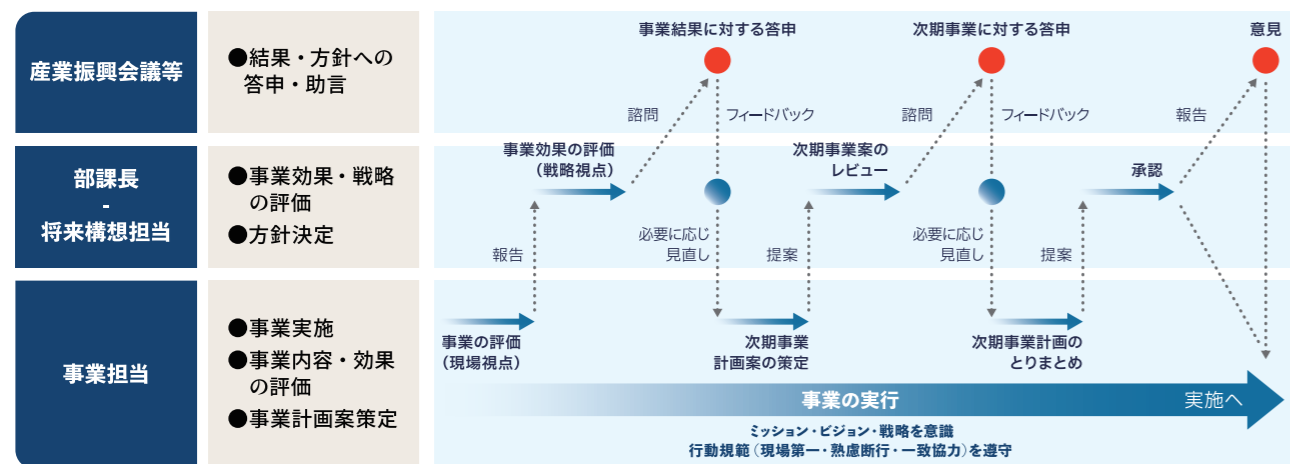 産業振興会議等
●結果・方針への
答申・助言
事業結果に対する答申
次期事業に対する答申
意見
諮問
フィードバック
諮問
フィードバック
報告
部課長
-
将来構想担当
●事業効果・戦略
の評価
●方針決定
事業効果の評価
（戦略視点）
次期事業案の
レビュー
承認
報告
必要に応じ
見直し
提案
必要に応じ
見直し
提案
事業担当
●事業実施
●事業内容・効果
の評価
●事業計画案策定
事業の評価
（現場視点）
次期事業
計画案の策定
次期事業計画の
とりまとめ
事業の実行
実施へ
ミッション・ビジョン・戦略を意識
行動規範（現場第一・熟慮断行・一致協力）を遵守